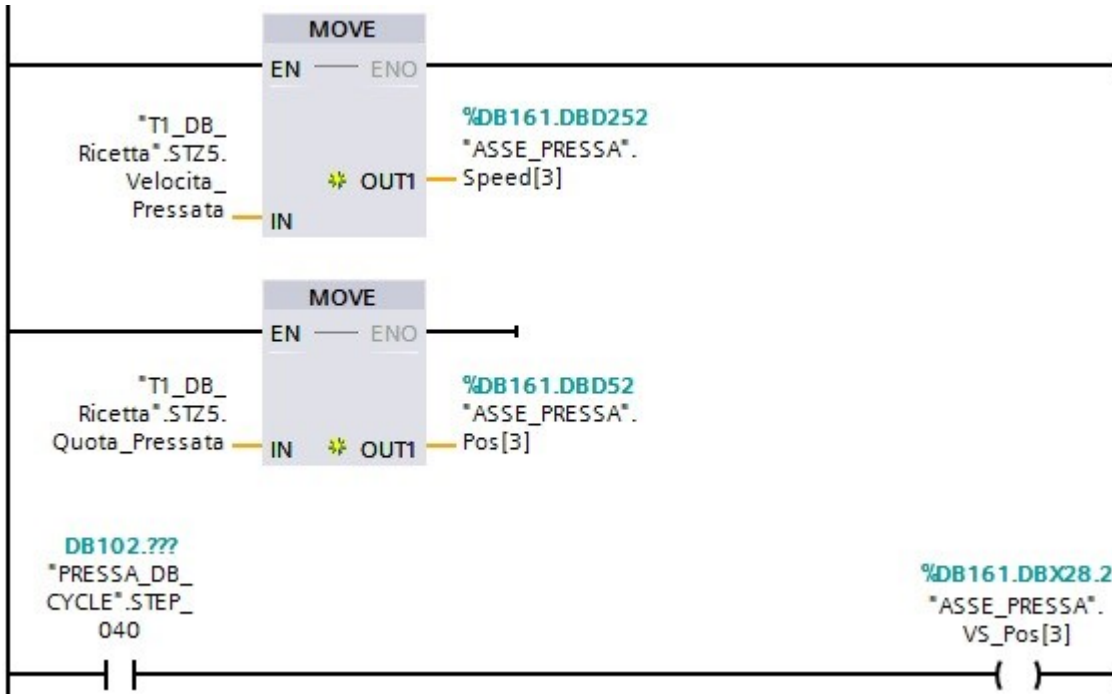 MOVE
EN ENO
"T1_DB_
Ricetta".STZ5.
Velocita_
Pressata
IN
OUT1
%DB161.DBD252
"ASSE_PRESSA".
Speed[3]
MOVE
EN ENO
"T1_DB_
Ricetta".STZ5.
Quota_Pressata
IN OUT1
%DB161.DBD52
"ASSE_PRESSA".
Pos[3]
DB102.???
"PRESSA_DB_
CYCLE".STEP_
040
%DB161.DBX28.2
"ASSE_PRESSA".
VS_Pos[3]